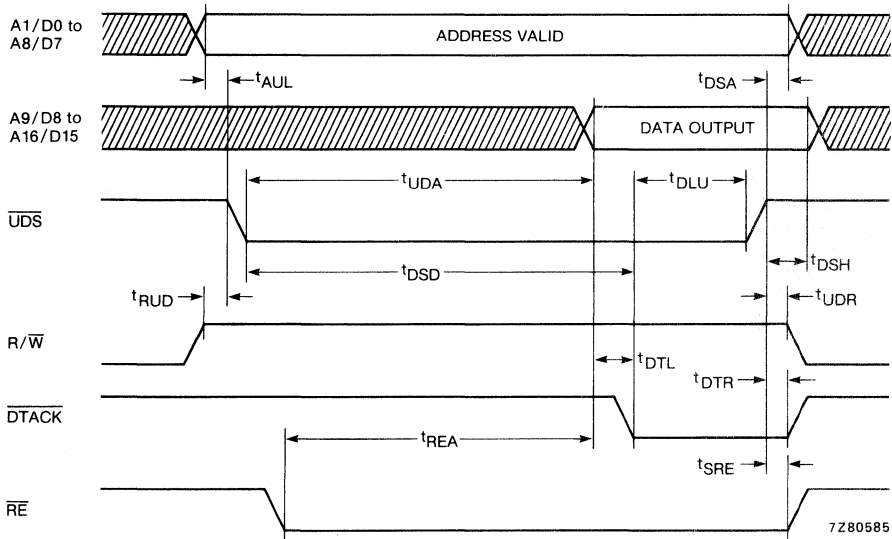 A1/D0 to
A8/D7
ADDRESS VALID
tAUL
tDSA
A9/D8 to
A16/D15
DATA OUTPUT
tUDA
tDLU
UDS
tDSD
tDSH
tRUD
tUDR
R/W
tDTL
tDTR
DTACK
tREA
tSRE
RE
7Z80585